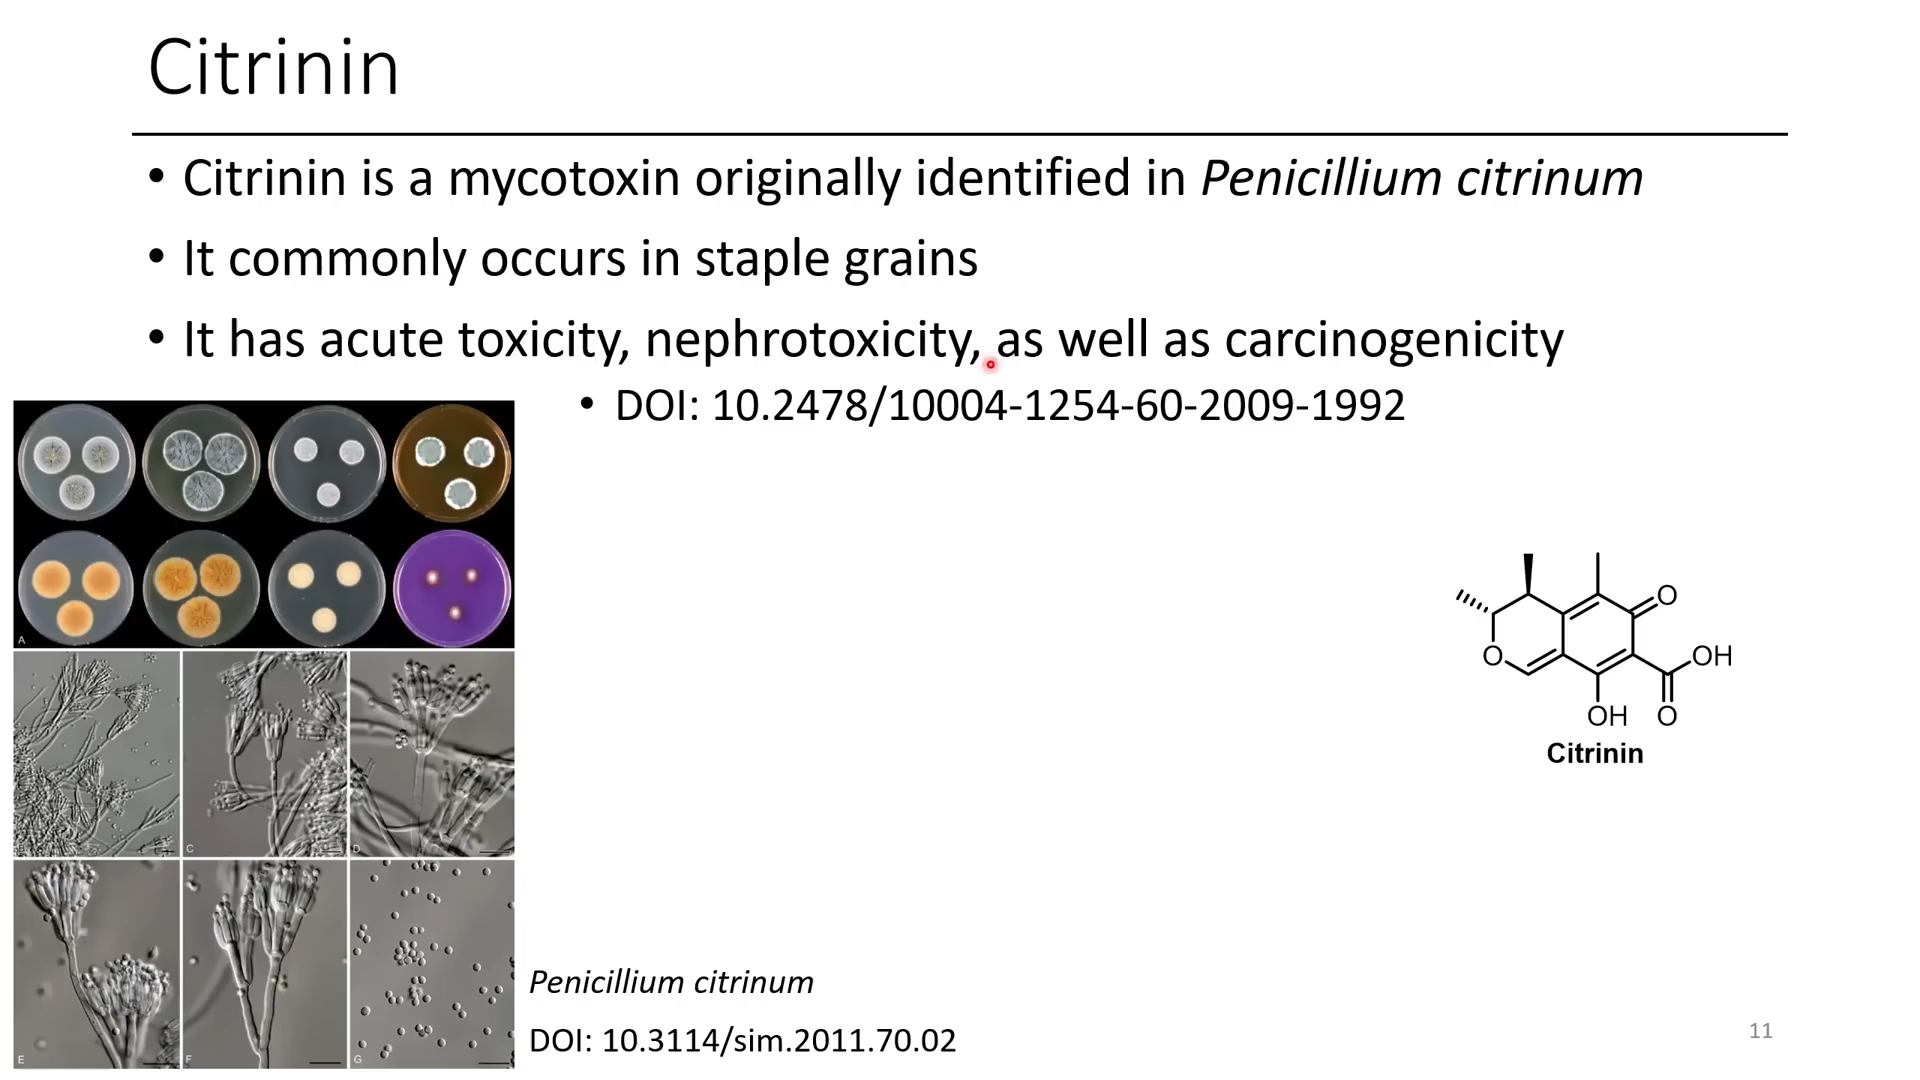 Citrinin
• Citrinin is a mycotoxin originally identified in Penicillium citrinum
• It commonly occurs in staple grains
• It has acute toxicity, nephrotoxicity, as well as carcinogenicity
• DOI: 10.2478/10004-1254-60-2009-1992
A
C
D
E
F
G
O
O
OH
OH
O
Citrinin
Penicillium citrinum
DOI: 10.3114/sim.2011.70.02
11